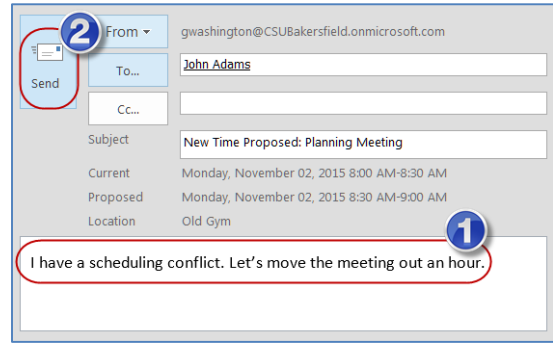 2
From
gwashington@CSUBakersfield.onmicrosoft.com
Send
To...
John Adams
Cc...
Subject
New Time Proposed: Planning Meeting
Current
Monday, November 02, 2015 8:00 AM-8:30 AM
Proposed
Monday, November 02, 2015 8:30 AM-9:00 AM
Location
Old Gym
1
I have a scheduling conflict. Let's move the meeting out an hour.